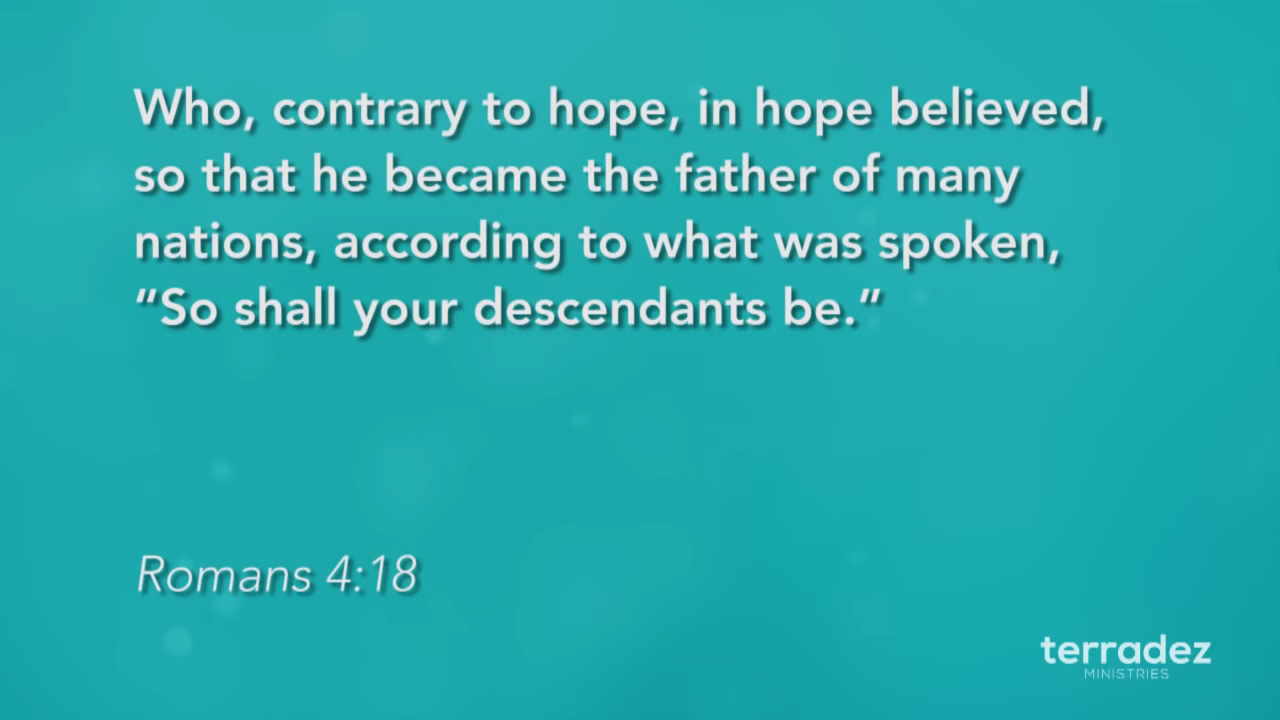 Who, contrary to hope, in hope believed,
so that he became the father of many
nations, according to what was spoken,
“So shall your descendants be.”
Romans 4:18
terradez
MINISTRIES